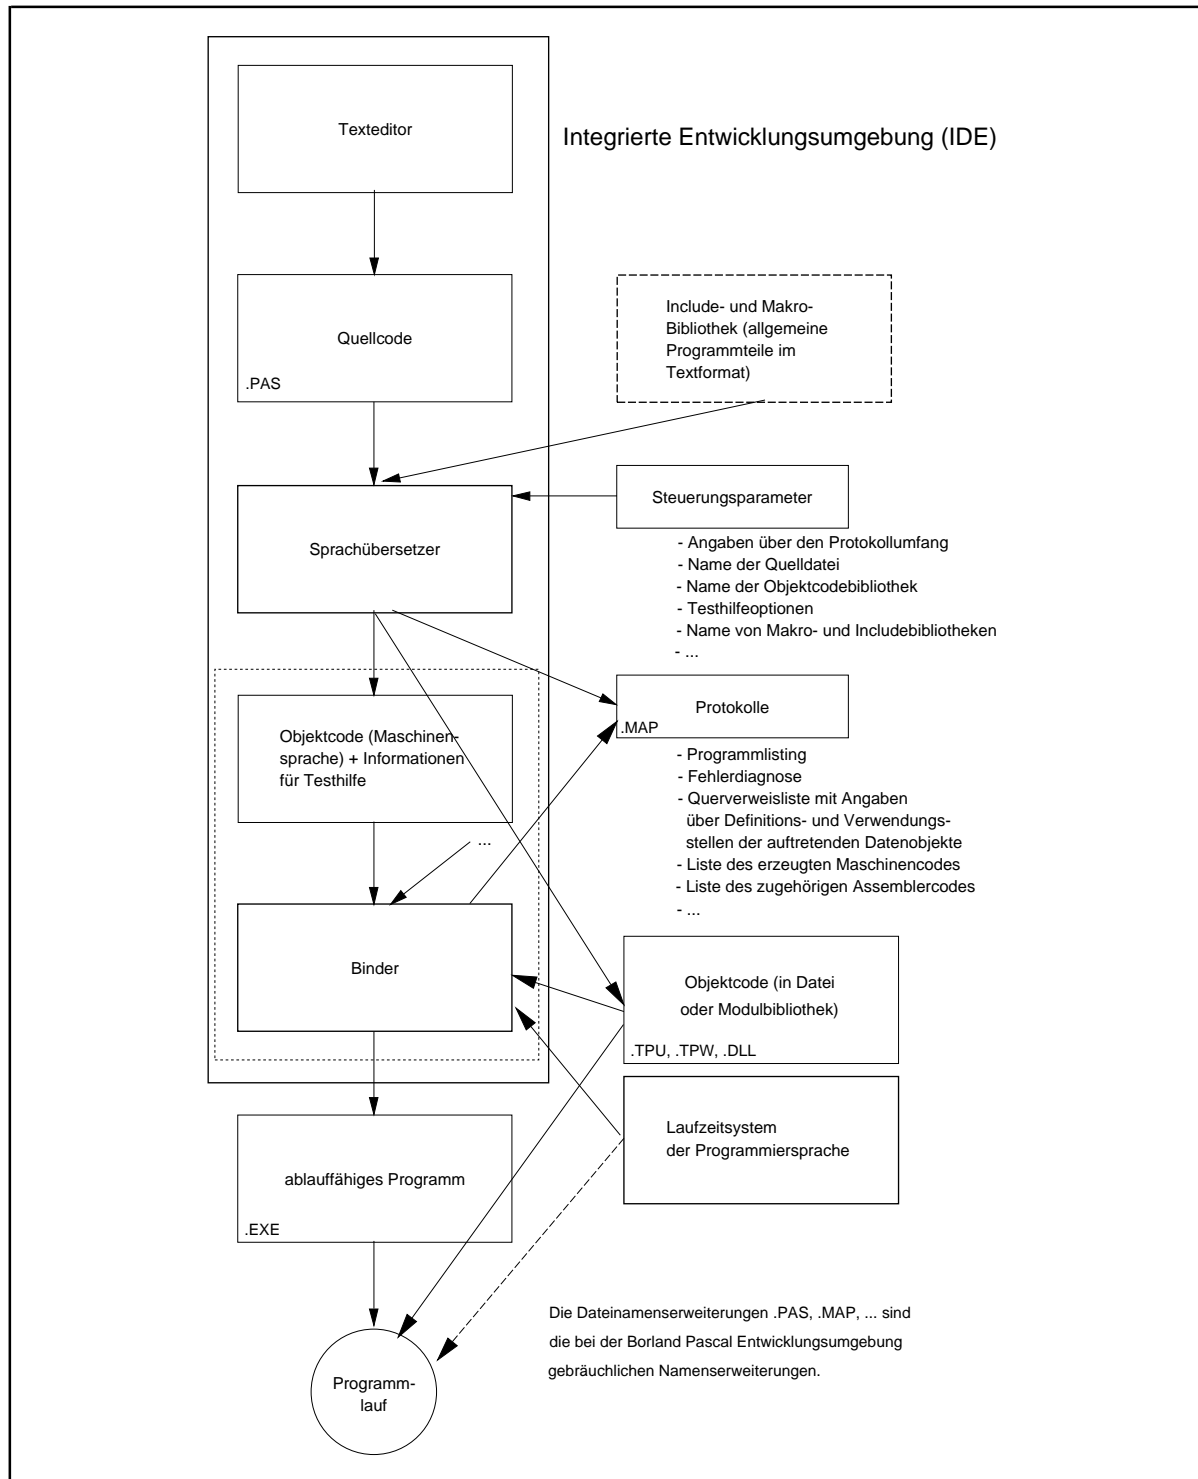 Texteditor
Integrierte Entwicklungsumgebung (IDE)
Quellcode
.PAS
Include- und Makro-
Bibliothek (allgemeine
Programmteile im
Textformat)
Sprachübersetzer
Steuerungsparameter
- Angaben über den Protokollumfang
- Name der Quelldatei
- Name der Objektcodebibliothek
- Testhilfeoptionen
- Name von Makro- und Includebibliotheken
- ...
Objektcode (Maschinen-
sprache) + Informationen
für Testhilfe
Protokolle
.MAP
- Programmlisting
- Fehlerdiagnose
- Querverweisliste mit Angaben
über Definitions- und Verwendungs-
stellen der auftretenden Datenobjekte
- Liste des erzeugten Maschinencodes
- Liste des zugehörigen Assemblercodes
- ...
...
Binder
Objektcode (in Datei
oder Modulbibliothek)
.TPU, .TPW, .DLL
Laufzeitsystem
der Programmiersprache
ablauffähiges Programm
.EXE
Die Dateinamenserweiterungen .PAS, .MAP, ... sind
die bei der Borland Pascal Entwicklungsumgebung
gebräuchlichen Namenserweiterungen.
Programm-
lauf